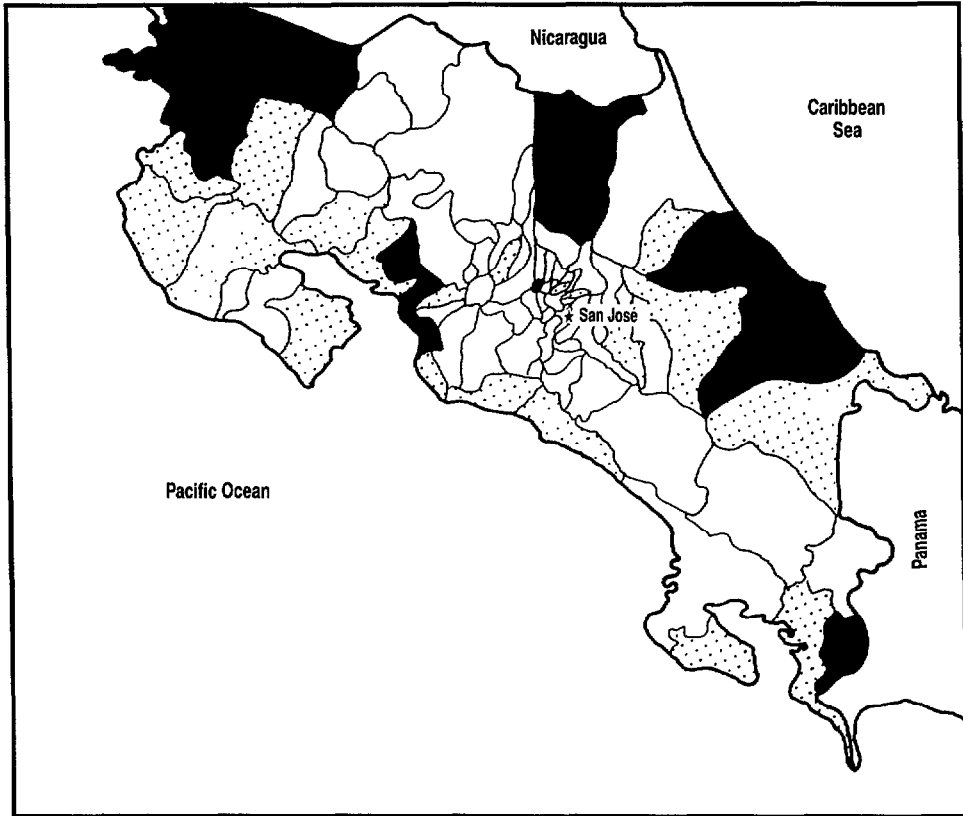 Nicaragua
Caribbean
Sea
San José
Pacific Ocean
Panama